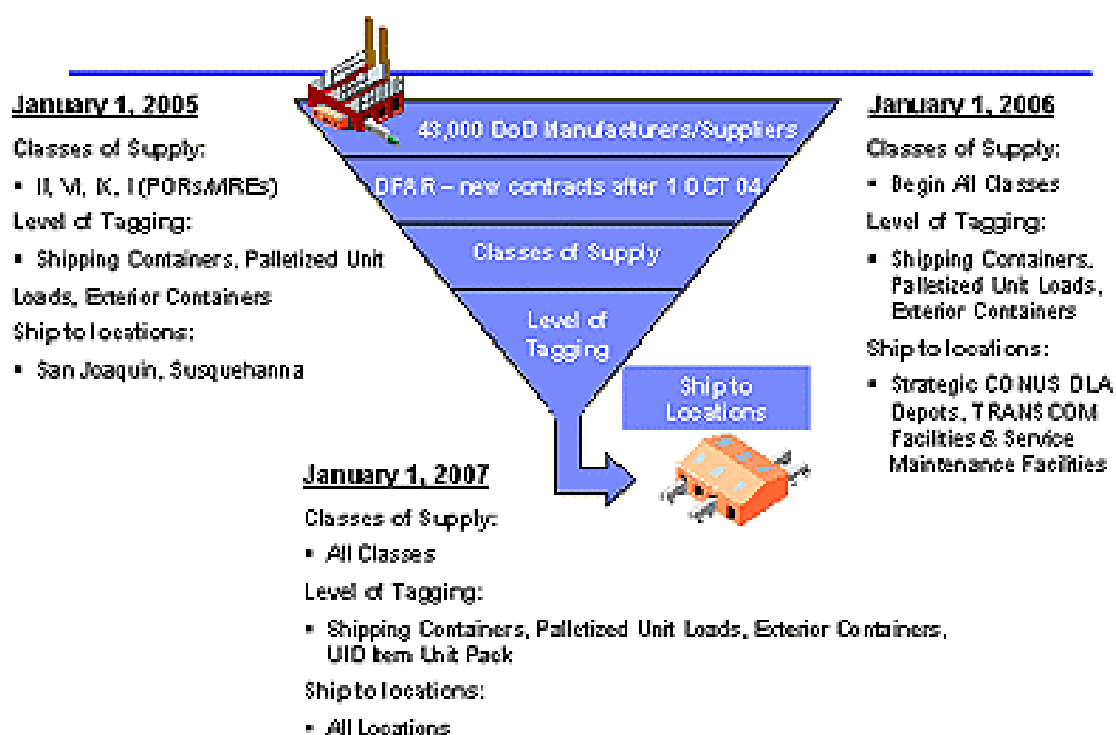 January 1, 2005
Classes of Supply:
▪ II, VI, IX, I (PORs/MREs)
Level of Tagging:
▪ Shipping Containers, Palletized Unit
Loads, Exterior Containers
Ship to locations:
▪ San Joaquin, Susquehanna
43,000 DoD Manufacturers/Suppliers
DFAR – new contracts after 1 OCT 04
Classes of Supply
Level of
Tagging
Ship to
Locations
January 1, 2006
Classes of Supply:
▪ Begin All Classes
Level of Tagging:
▪ Shipping Containers,
Palletized Unit Loads,
Exterior Containers
Ship to locations:
▪ Strategic CONUS DLA
Depots, TRANSCOM
Facilities & Service
Maintenance Facilities
January 1, 2007
Classes of Supply:
▪ All Classes
Level of Tagging:
▪ Shipping Containers, Palletized Unit Loads, Exterior Containers,
UID Item Unit Pack
Ship to locations:
▪ All Locations